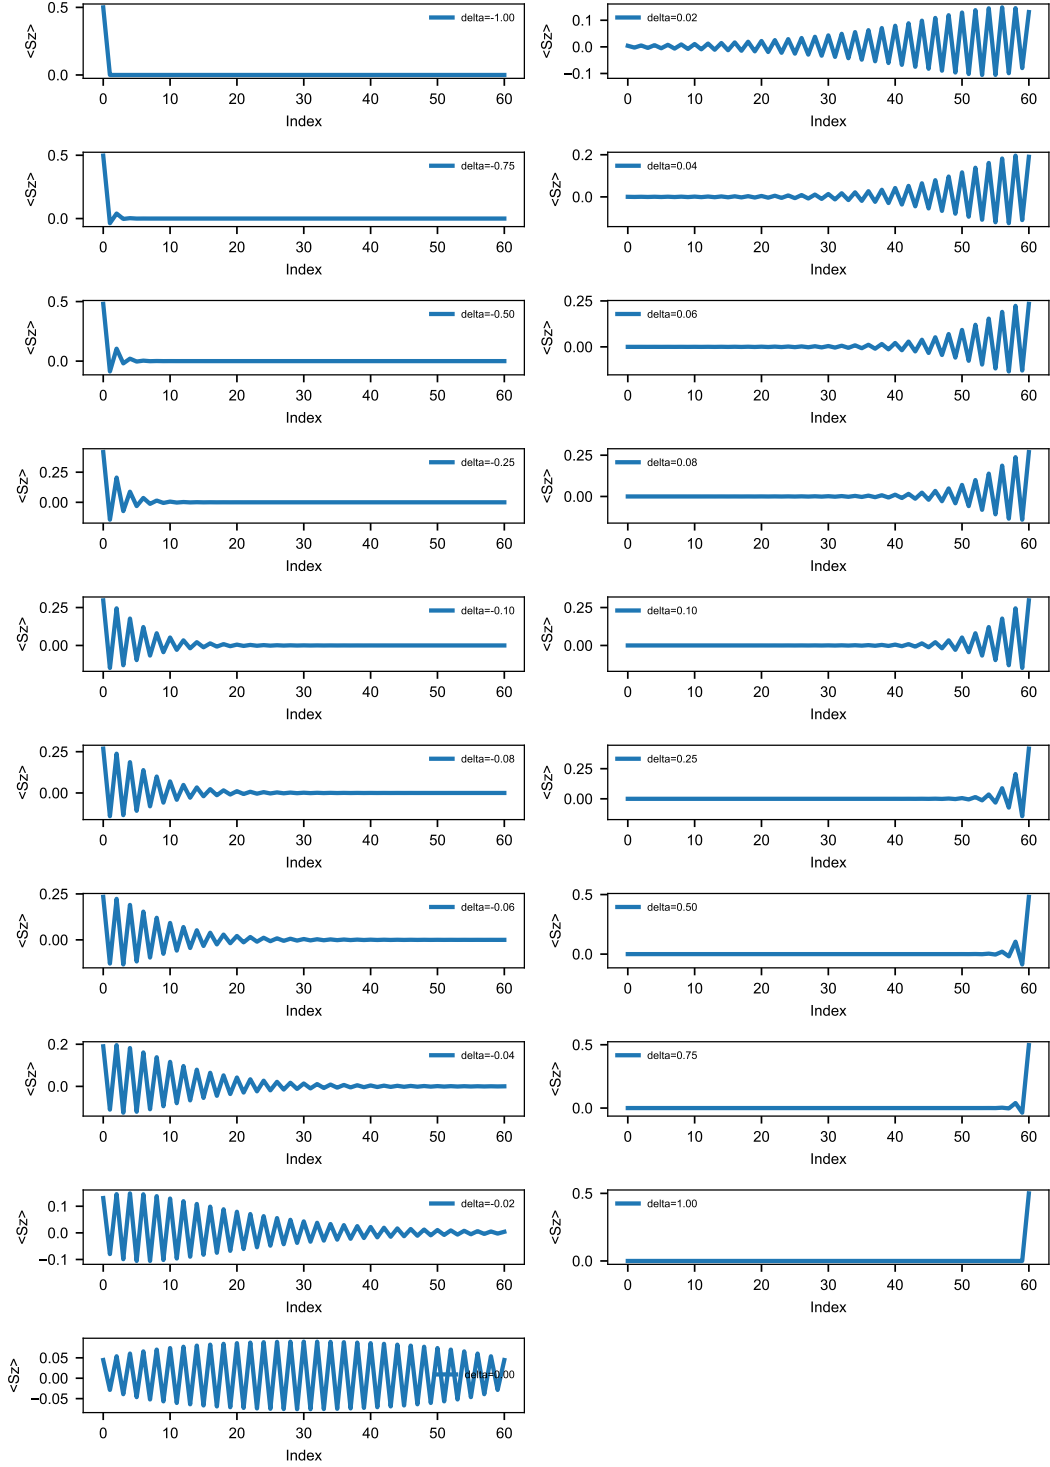 0.5
0.0
<Sz>
delta=-1.00
0 10 20 30 40 50 60
Index
0.5
0.0
<Sz>
delta=-0.75
0 10 20 30 40 50 60
Index
0.5
0.0
<Sz>
delta=-0.50
0 10 20 30 40 50 60
Index
0.25
0.00
<Sz>
delta=-0.25
0 10 20 30 40 50 60
Index
0.25
0.00
<Sz>
delta=-0.10
0 10 20 30 40 50 60
Index
0.25
0.00
<Sz>
delta=-0.08
0 10 20 30 40 50 60
Index
0.25
0.00
<Sz>
delta=-0.06
0 10 20 30 40 50 60
Index
0.2
0.0
<Sz>
delta=-0.04
0 10 20 30 40 50 60
Index
0.1
0.0
−0.1
<Sz>
delta=-0.02
0 10 20 30 40 50 60
Index
0.05
0.00
−0.05
<Sz>
delta=0.00
0 10 20 30 40 50 60
Index
0.1
0.0
−0.1
<Sz>
delta=0.02
0 10 20 30 40 50 60
Index
0.2
0.0
<Sz>
delta=0.04
0 10 20 30 40 50 60
Index
0.25
0.00
<Sz>
delta=0.06
0 10 20 30 40 50 60
Index
0.25
0.00
<Sz>
delta=0.08
0 10 20 30 40 50 60
Index
0.25
0.00
<Sz>
delta=0.10
0 10 20 30 40 50 60
Index
0.25
0.00
<Sz>
delta=0.25
0 10 20 30 40 50 60
Index
0.5
0.0
<Sz>
delta=0.50
0 10 20 30 40 50 60
Index
0.5
0.0
<Sz>
delta=0.75
0 10 20 30 40 50 60
Index
0.5
0.0
<Sz>
delta=1.00
0 10 20 30 40 50 60
Index